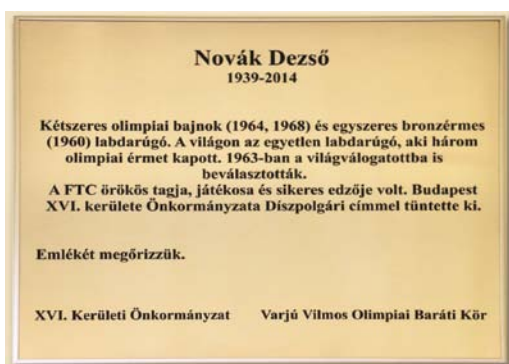 Novák Dezső
1939-2014
Kétszeres olimpiai bajnok (1964, 1968) és egyszeres bronzérmes
(1960) labdarúgó. A világon az egyetlen labdarúgó, aki három
olimpiai érmet kapott. 1963-ban a világválogatottba is
beválasztották.
A FTC örökös tagja, játékosa és sikeres edzője volt. Budapest
XVI. kerülete Önkormányzata Díszpolgári címmel tüntette ki.
Emlékét megőrizzük.
XVI. Kerületi Önkormányzat Varjú Vilmos Olimpiai Baráti Kör